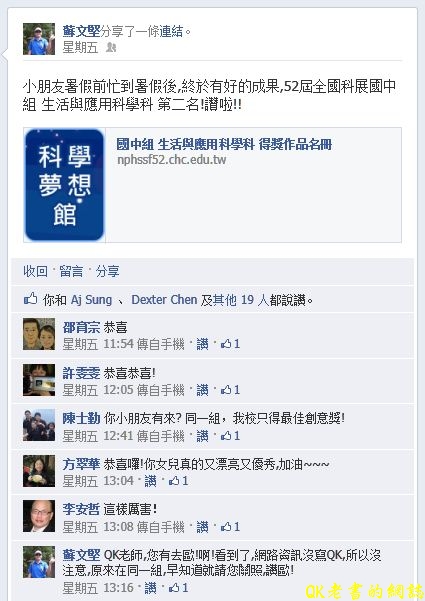 蘇文堅分享了一條連結。
星期五
小朋友暑假前忙到暑假後,終於有好的成果,52屆全國科展國中
組 生活與應用科學科 第二名!讚啦!!
科學
夢想
館
國中組 生活與應用科學科 得獎作品名冊
nphssf52.chc.edu.tw
收回 · 留言 · 分享
你和 Aj Sung 、 Dexter Chen 及其他 19 人都說讚。
邵育宗 恭喜
星期五 11:54 傳自手機 · 讚 · 1
許雯雯 恭喜恭喜!
星期五 12:05 傳自手機 · 讚 · 1
陳士勤 你小朋友有來? 同一組，我校只得最佳創意獎!
星期五 12:41 傳自手機 · 讚 · 1
方翠華 恭喜囉!你女兒真的又漂亮又優秀,加油~~~
星期五 13:04 · 讚 · 1
李安哲 這樣厲害!
星期五 13:08 傳自手機 · 讚 · 1
蘇文堅 QK老師,您有去歐!啊!看到了,網路資訊沒寫QK,所以沒
注意,原來在同一組,早知道就請您關照,讚歐!
星期五 13:16 · 讚 · 1
QK老書的網誌